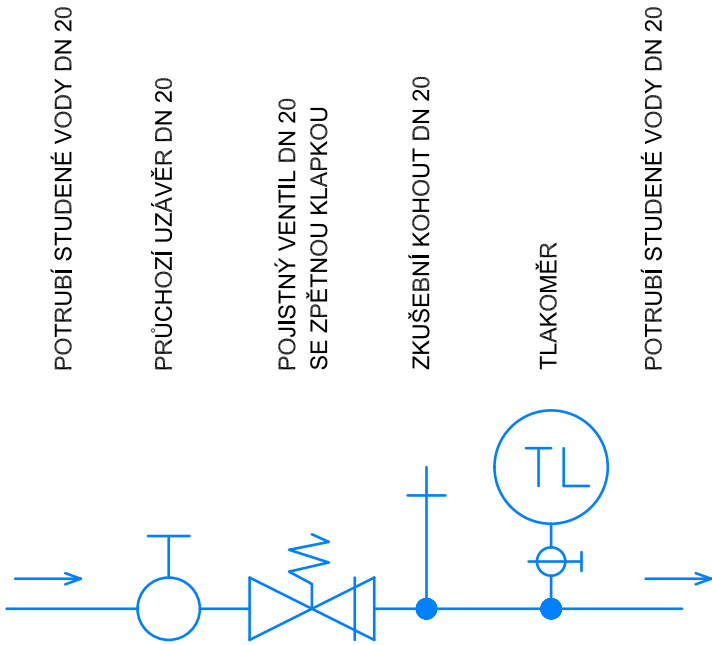 POTRUBÍ STUDENÉ VODY DN 20
PRŮCHOZÍ UZÁVĚR DN 20
POJISTNÝ VENTIL DN 20
SE ZPĚTNOU KLAPKOU
ZKUŠEBNÍ KOHOUT DN 20
TLAKOMĚR
POTRUBÍ STUDENÉ VODY DN 20
TL